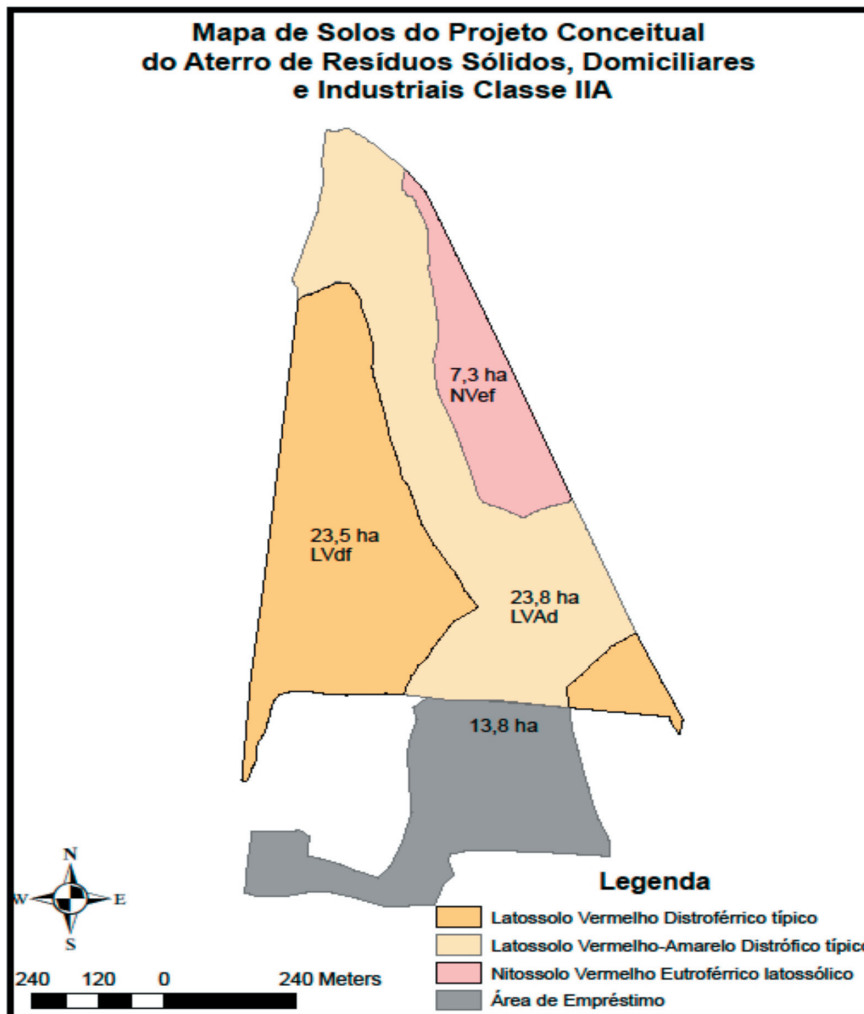 Mapa de Solos do Projeto Conceitual
do Aterro de Resíduos Sólidos, Domiciliares
e Industriais Classe IIA
7,3 ha
NVef
23,5 ha
LVdf
23,8 ha
LVAd
13,8 ha
N
W
E
S
240 120 0 240 Meters
Legenda
Latossolo Vermelho Distroférrico típico
Latossolo Vermelho-Amarelo Distrófico típico
Nitossolo Vermelho Eutroférrico latossólico
Área de Empréstimo